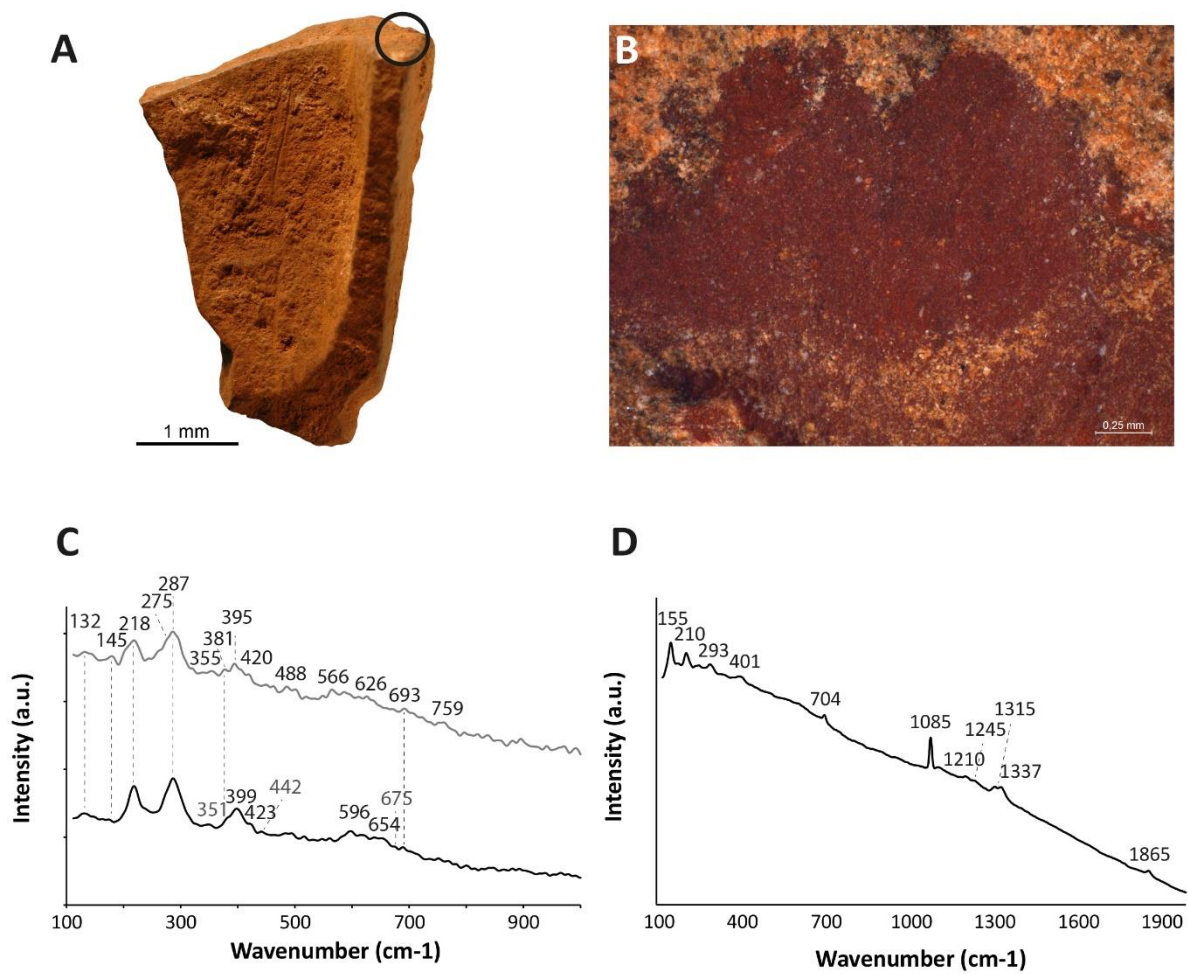 A
1 mm
B
0,25 mm
C
287
275
395
132
218
381
145
355
420
488
566
626
693
759
442
351
399
423
675
596
654
Intensity (a.u.)
100 300 500 700 900
Wavenumber (cm-1)
D
155
210
293
401
704
1085
1315
1245
1210
1337
1865
Intensity (a.u.)
100 400 700 1000 1300 1600 1900
Wavenumber (cm-1)